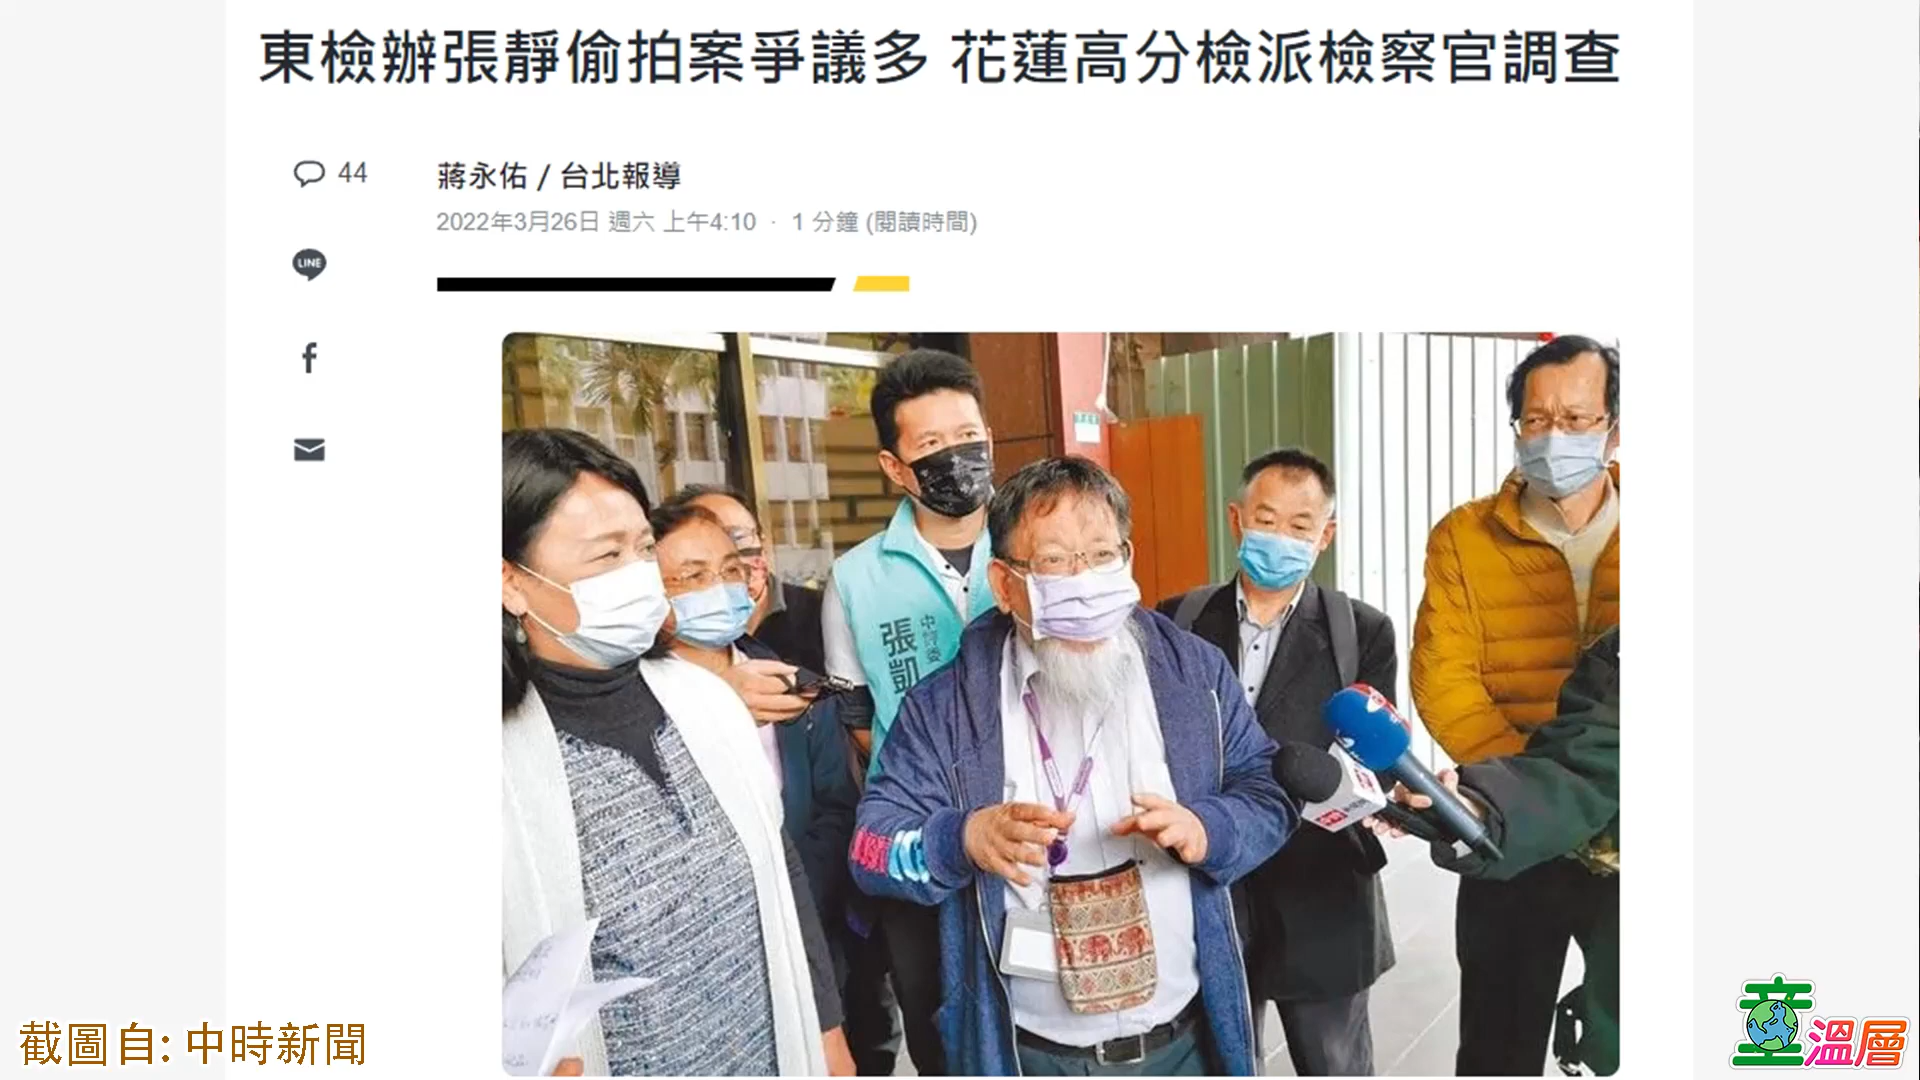 東檢辦張靜偷拍案爭議多 花蓮高分檢派檢察官調查
44
蔣永佑 / 台北報導
2022年3月26日 週六 上午4:10 · 1 分鐘 (閱讀時間)
LINE
f
中評委
張凱
截圖自: 中時新聞
童溫層